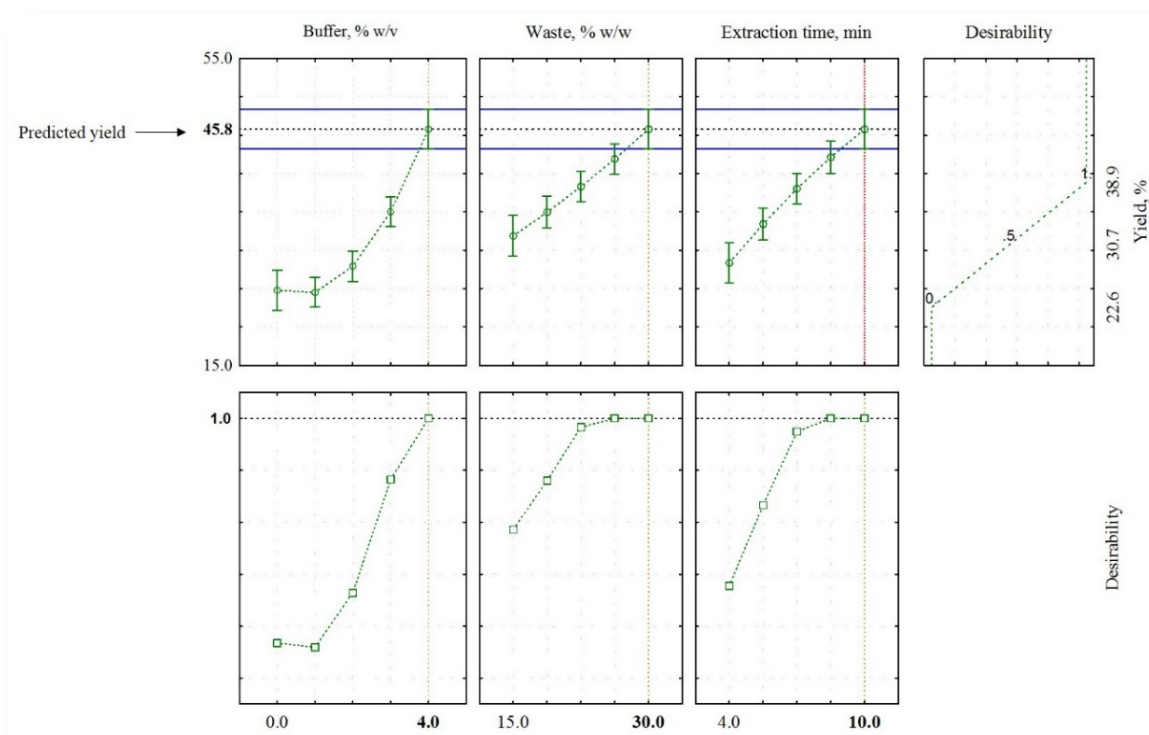 Buffer, % w/v
Waste, % w/w
Extraction time, min
Desirability
55.0
Predicted yield
45.8
15.0
1.
.5.
0.
38.9
30.7
22.6
Yield, %
1.0
Desirability
0.0
4.0
15.0
30.0
4.0
10.0